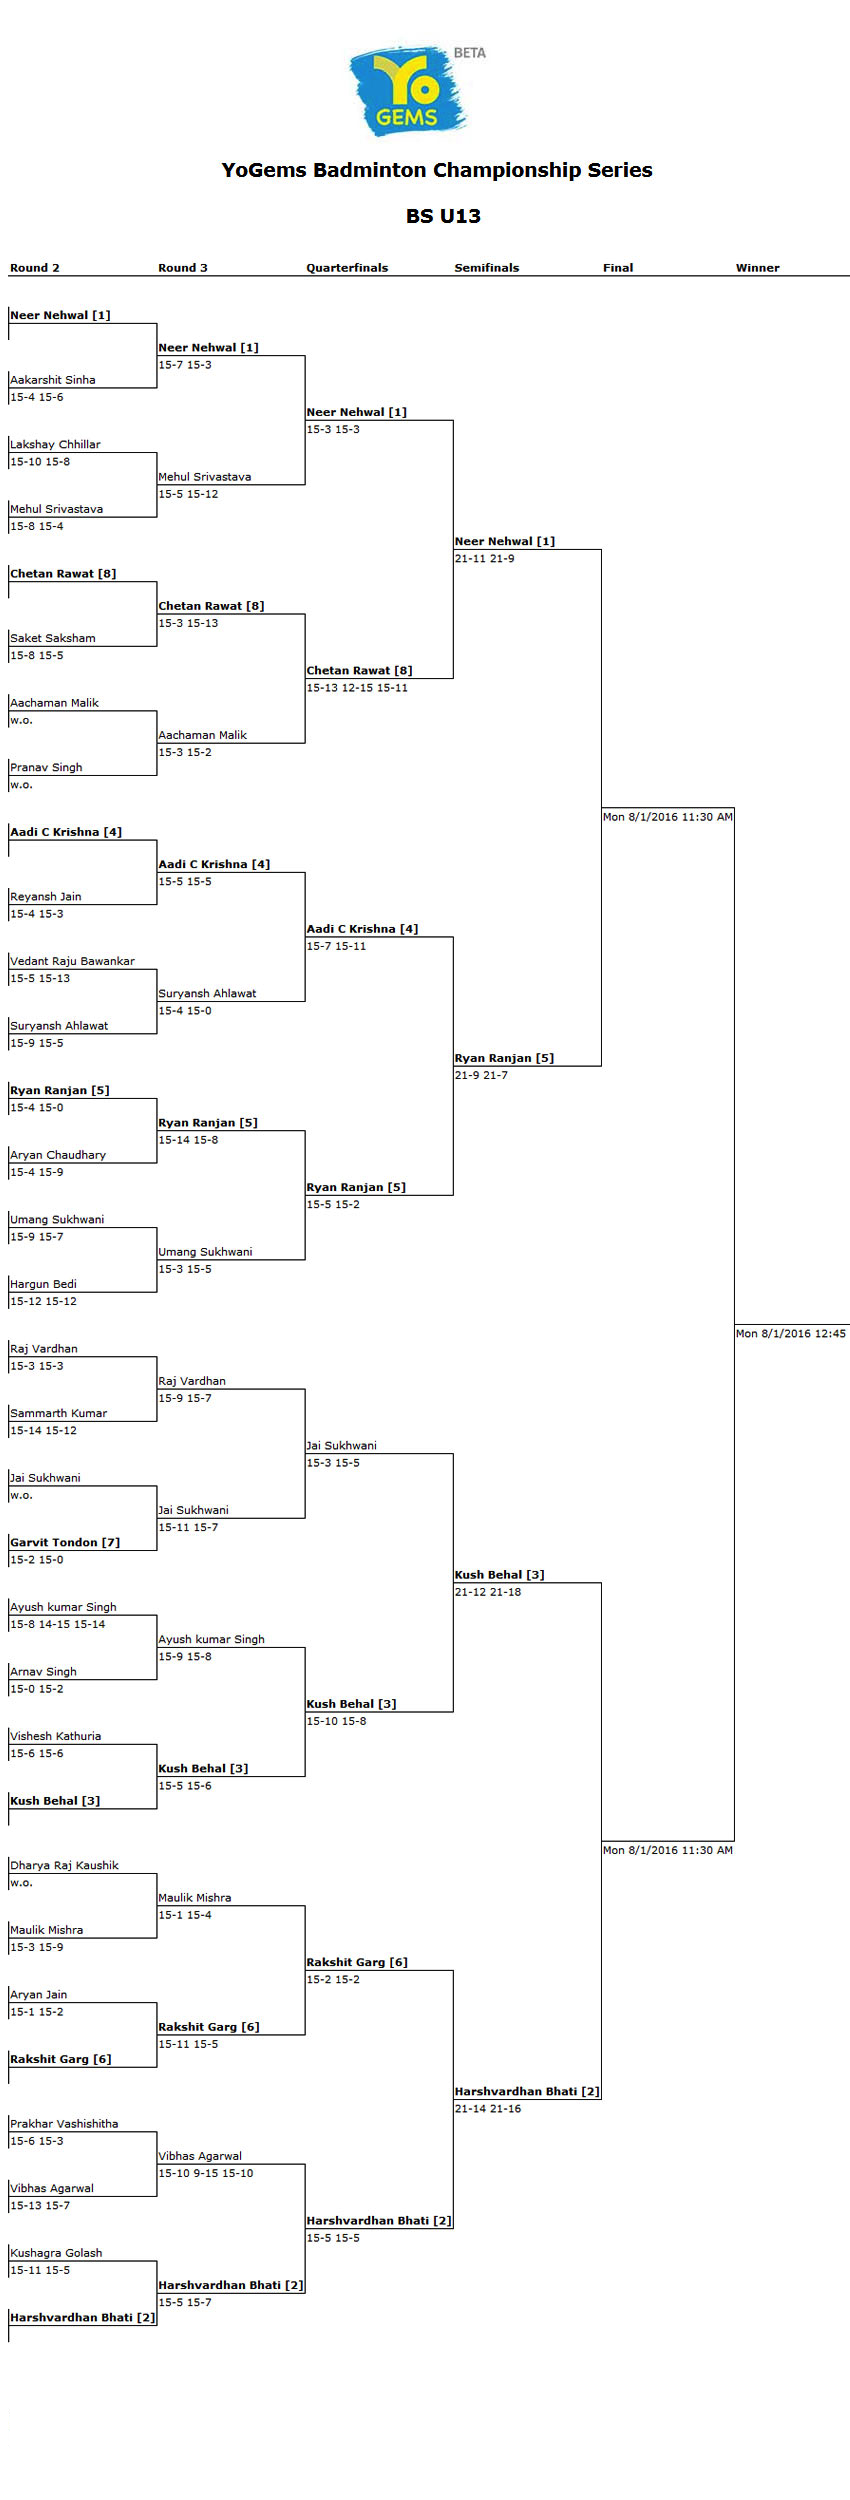 BETA
Yo
GEMS
YoGems Badminton Championship Series
BS U13
Round 2 Round 3 Quarterfinals Semifinals Final Winner
Neer Nehwal [1]
Neer Nehwal [1]
15-7 15-3
Aakarshit Sinha
15-4 15-6
Neer Nehwal [1]
15-3 15-3
Lakshay Chhillar
15-10 15-8
Mehul Srivastava
15-5 15-12
Mehul Srivastava
15-8 15-4
Neer Nehwal [1]
21-11 21-9
Chetan Rawat [8]
Chetan Rawat [8]
15-3 15-13
Saket Saksham
15-8 15-5
Chetan Rawat [8]
15-13 12-15 15-11
Aachaman Malik
w.o.
Aachaman Malik
15-3 15-2
Pranav Singh
w.o.
Mon 8/1/2016 11:30 AM
Aadi C Krishna [4]
Aadi C Krishna [4]
15-5 15-5
Reyansh Jain
15-4 15-3
Aadi C Krishna [4]
15-7 15-11
Vedant Raju Bawankar
15-5 15-13
Suryansh Ahlawat
15-4 15-0
Suryansh Ahlawat
15-9 15-5
Ryan Ranjan [5]
21-9 21-7
Ryan Ranjan [5]
15-4 15-0
Ryan Ranjan [5]
15-14 15-8
Aryan Chaudhary
15-4 15-9
Ryan Ranjan [5]
15-5 15-2
Umang Sukhwani
15-9 15-7
Umang Sukhwani
15-3 15-5
Hargun Bedi
15-12 15-12
Mon 8/1/2016 12:45
Raj Vardhan
15-3 15-3
Raj Vardhan
15-9 15-7
Sammarth Kumar
15-14 15-12
Jai Sukhwani
15-3 15-5
Jai Sukhwani
w.o.
Jai Sukhwani
15-11 15-7
Garvit Tondon [7]
15-2 15-0
Kush Behal [3]
21-12 21-18
Ayush kumar Singh
15-8 14-15 15-14
Ayush kumar Singh
15-9 15-8
Arnav Singh
15-0 15-2
Kush Behal [3]
15-10 15-8
Vishesh Kathuria
15-6 15-6
Kush Behal [3]
15-5 15-6
Kush Behal [3]
Mon 8/1/2016 11:30 AM
Dharya Raj Kaushik
w.o.
Maulik Mishra
15-1 15-4
Maulik Mishra
15-3 15-9
Rakshit Garg [6]
15-2 15-2
Aryan Jain
15-1 15-2
Rakshit Garg [6]
15-11 15-5
Rakshit Garg [6]
Harshvardhan Bhati [2]
21-14 21-16
Prakhar Vashishitha
15-6 15-3
Vibhas Agarwal
15-10 9-15 15-10
Vibhas Agarwal
15-13 15-7
Harshvardhan Bhati [2]
15-5 15-5
Kushagra Golash
15-11 15-5
Harshvardhan Bhati [2]
15-5 15-7
Harshvardhan Bhati [2]